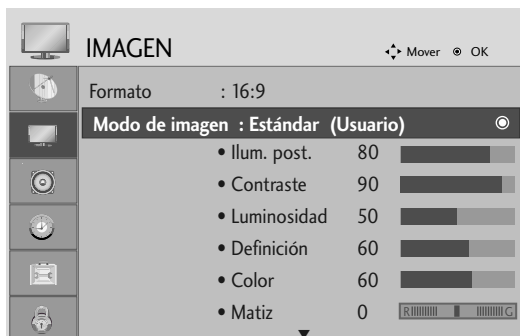 IMAGEN Mover OK
Formato : 16:9
Modo de imagen : Estándar (Usuario)
• Ilum. post. 80
• Contraste 90
• Luminosidad 50
• Definición 60
• Color 60
• Matiz 0 R G